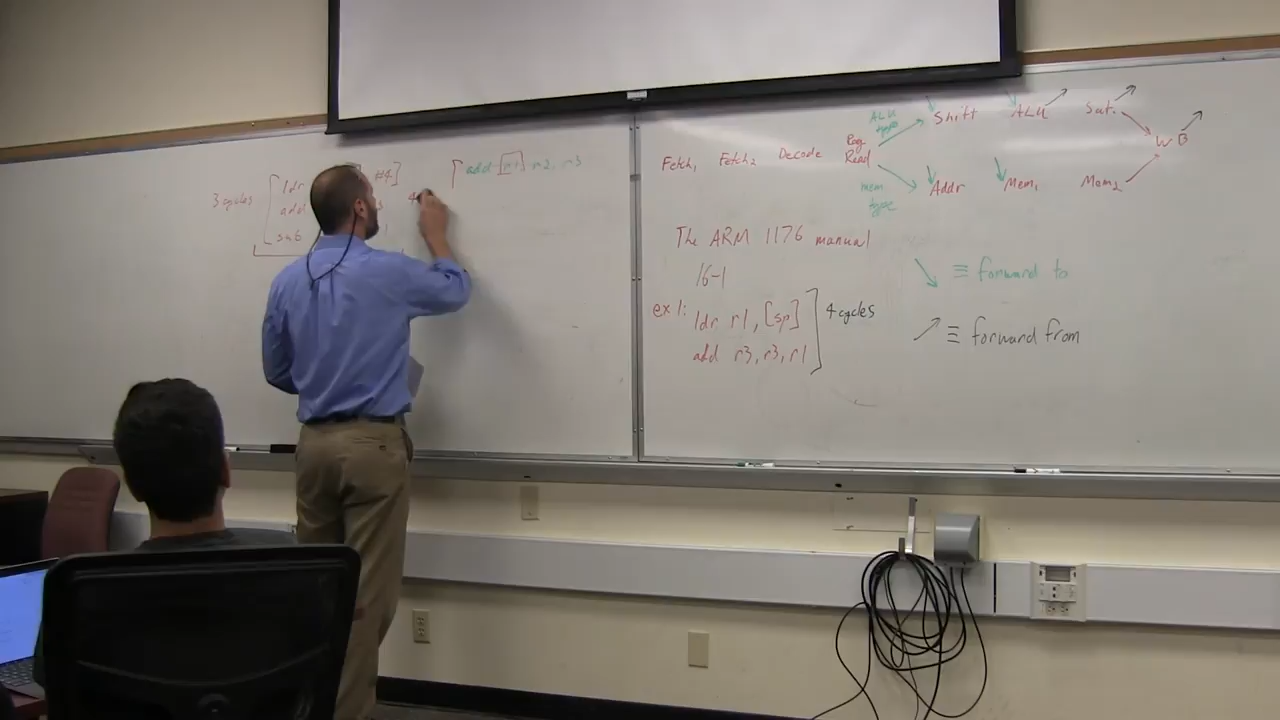 3 cycles
ldr #4]
add
sub
add r1 r2, r3
Fetch1 Fetch2 Decode Reg Read
ALU type
mem type
Shift ALU Sat.
WB
Addr Mem1 Mem2
The ARM 1176 manual
16-1
ex 1:
ldr r1, [sp]
add r3, r3, r1
4 cycles
↘ ≡ forward to
↗ ≡ forward from